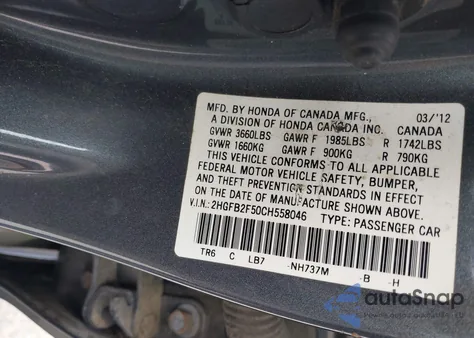 MFD. BY HONDA OF CANADA MFG., 03/'12
A DIVISION OF HONDA CANADA INC. CANADA
GVWR 3660LBS GAWR F 1985LBS R 1742LBS
GVWR 1660KG GAWR F 900KG R 790KG
THIS VEHICLE CONFORMS TO ALL APPLICABLE
FEDERAL MOTOR VEHICLE SAFETY, BUMPER,
AND THEFT PREVENTION STANDARDS IN EFFECT
ON THE DATE OF MANUFACTURE SHOWN ABOVE.
V.I.N.:2HGFB2F50CH558046 TYPE: PASSENGER CAR
TR6 C LB7 -NH737M -B -H
autoSnap